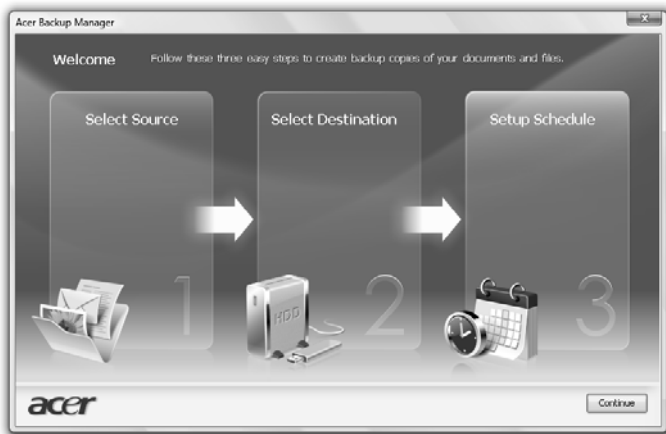 Acer Backup Manager
Welcome
Follow these three easy steps to create backup copies of your documents and files.
Select Source
Select Destination
Setup Schedule
1
HDD
2
3
acer
Continue